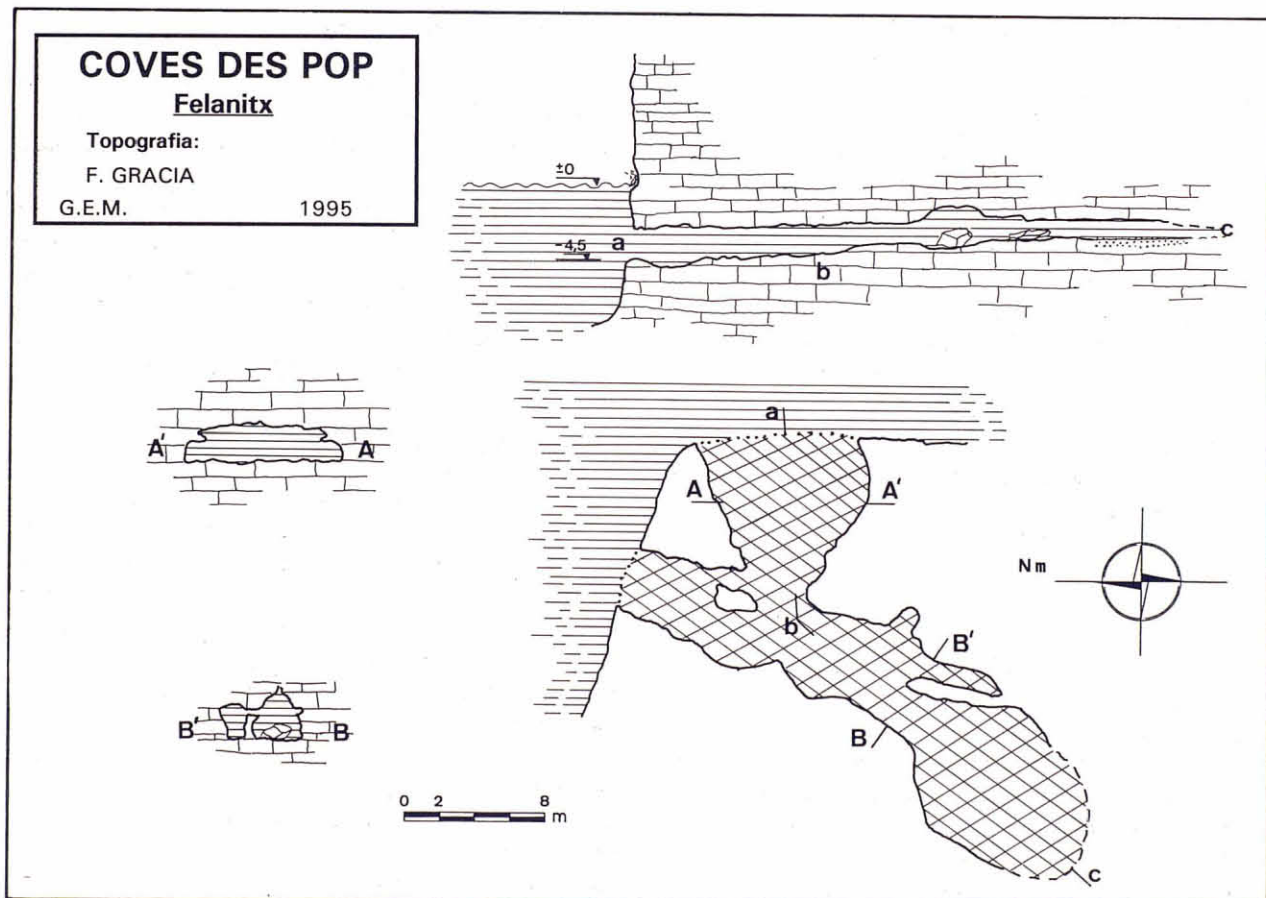 COVES DES POP
Felanitx
Topografia:
F. GRACIA
G.E.M. 1995
±0
-4,5
a
b
c
A' A
B' B
a
A A'
Nm
b
B'
B
c
0 2 8
m